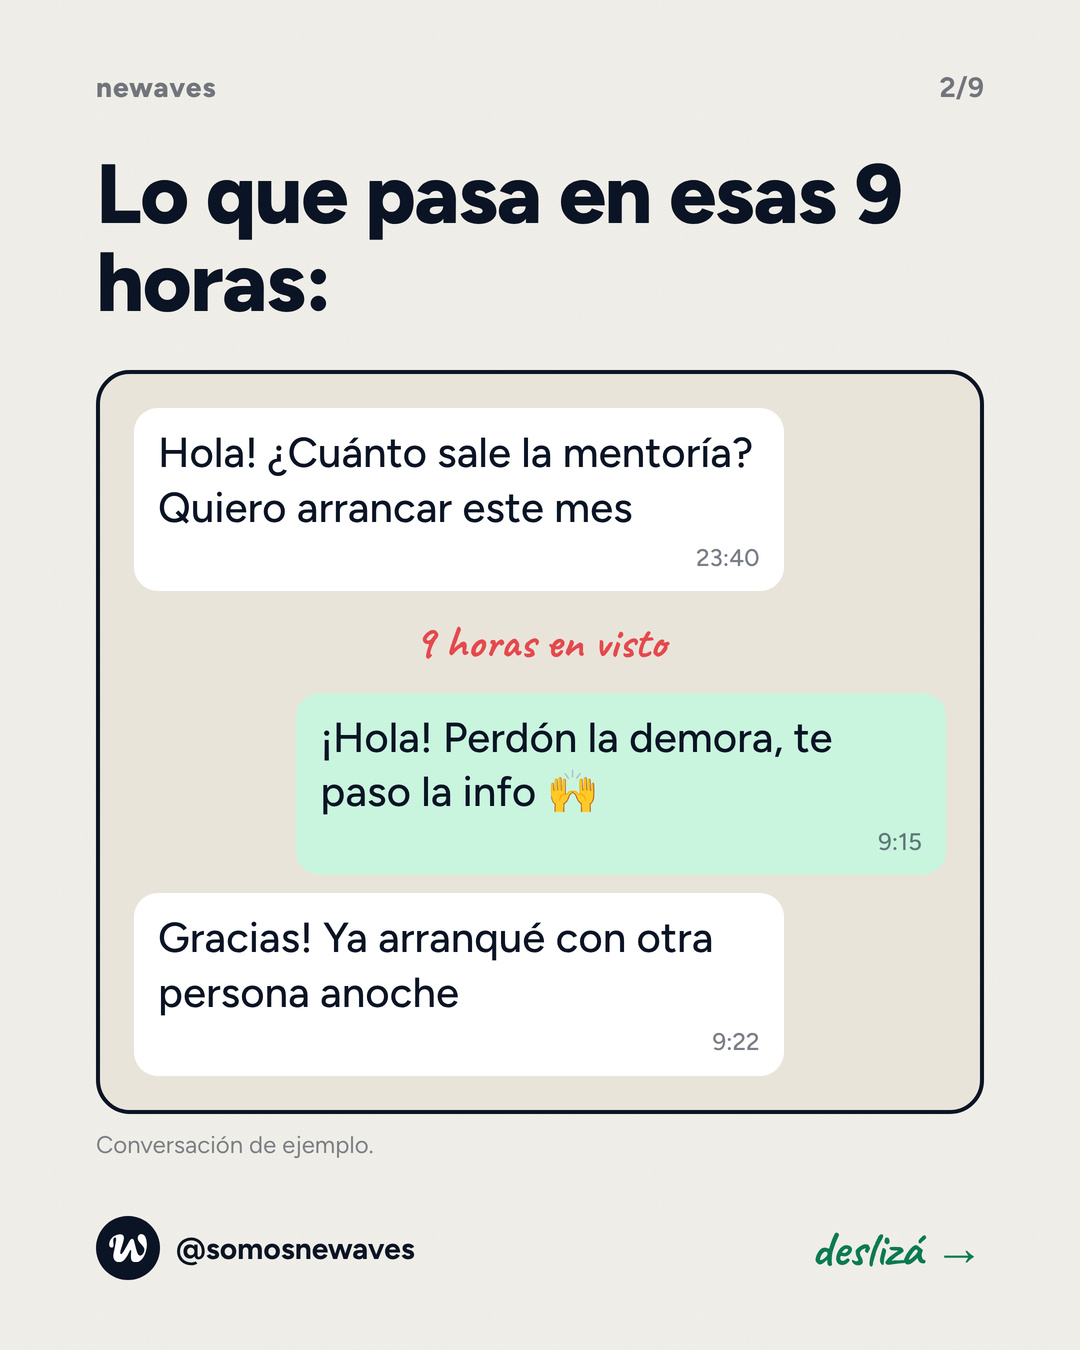 newaves
2/9
Lo que pasa en esas 9
horas:
Hola! ¿Cuánto sale la mentoría?
Quiero arrancar este mes
23:40
9 horas en visto
¡Hola! Perdón la demora, te
paso la info 🙌
9:15
Gracias! Ya arranqué con otra
persona anoche
9:22
Conversación de ejemplo.
w
@somosnewaves
deslizá →